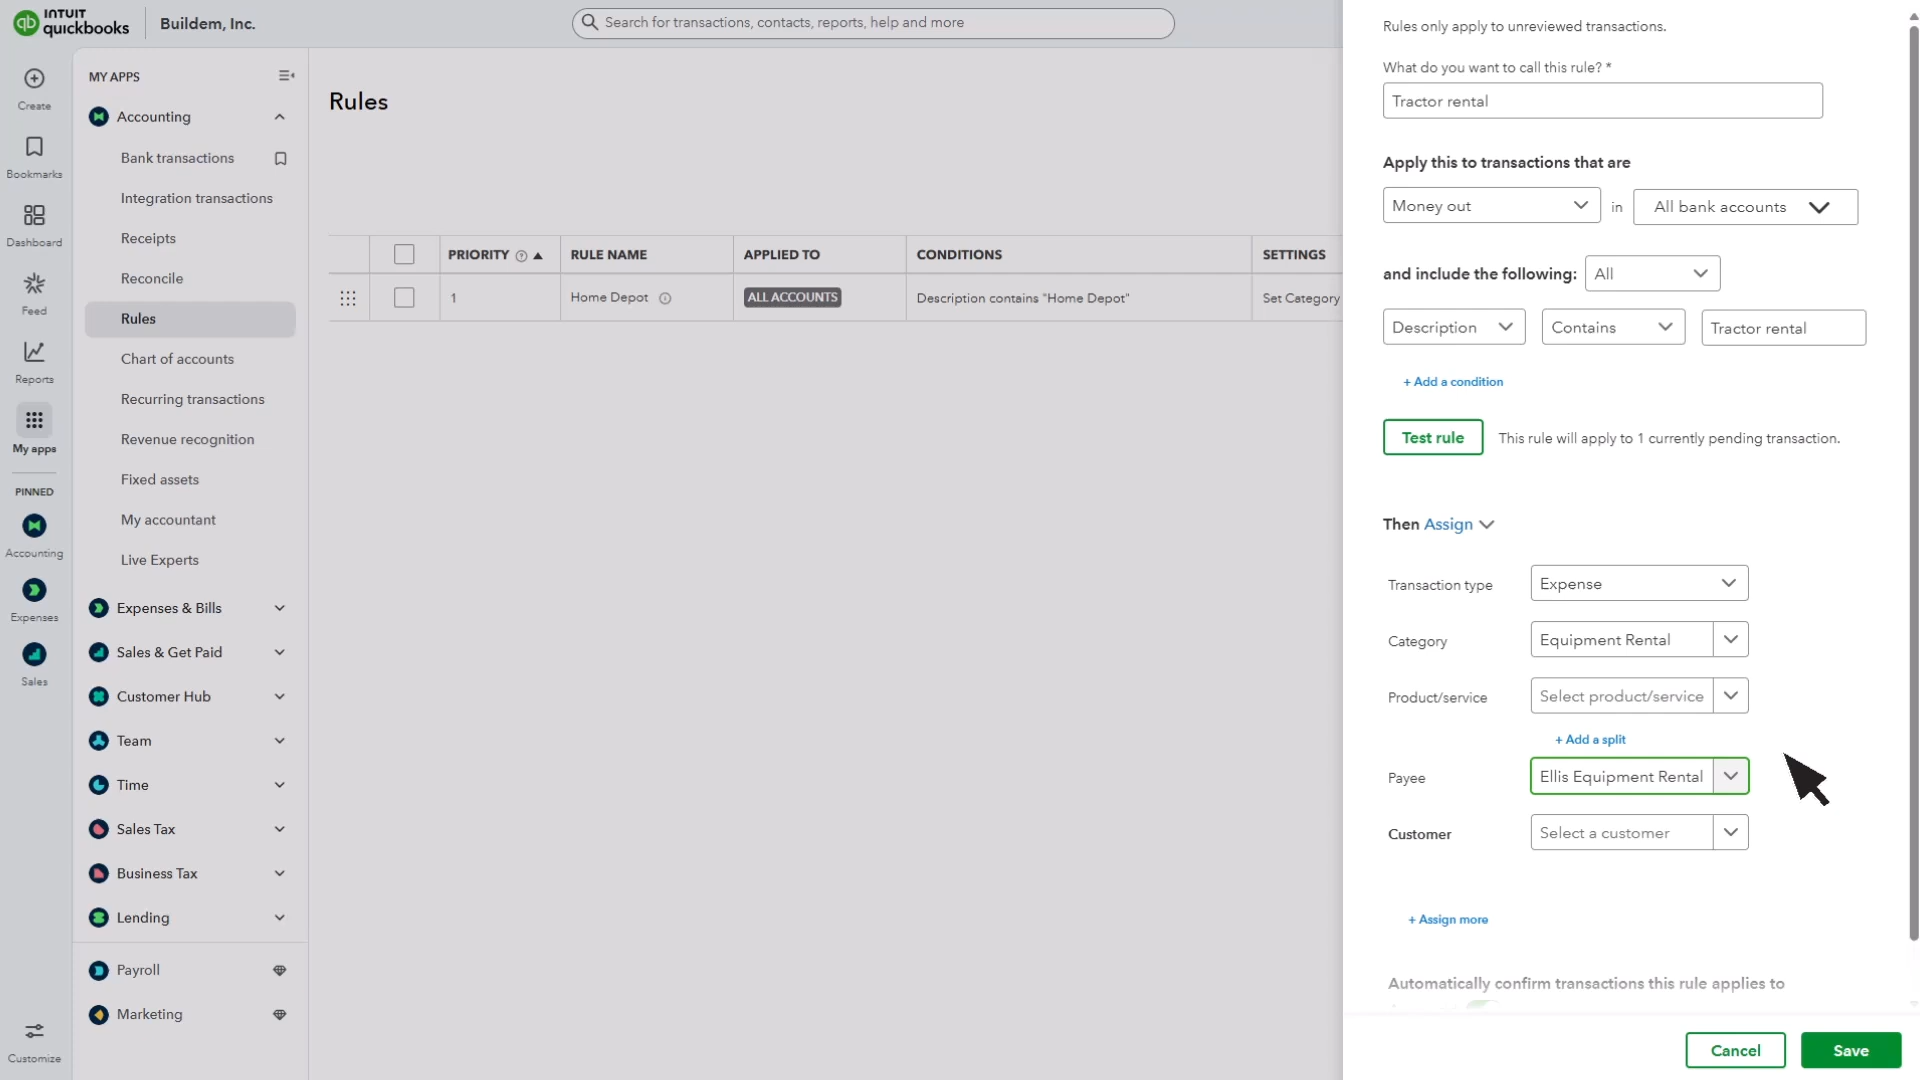 INTUIT
quickbooks
Buildem, Inc.
Search for transactions, contacts, reports, help and more
Create
Bookmarks
Dashboard
Feed
Reports
My apps
PINNED
Accounting
Expenses
Sales
Customize
MY APPS
Accounting
Bank transactions
Integration transactions
Receipts
Reconcile
Rules
Chart of accounts
Recurring transactions
Revenue recognition
Fixed assets
My accountant
Live Experts
Expenses & Bills
Sales & Get Paid
Customer Hub
Team
Time
Sales Tax
Business Tax
Lending
Payroll
Marketing
Rules
PRIORITY RULE NAME APPLIED TO CONDITIONS SETTINGS
1 Home Depot ALL ACCOUNTS Description contains "Home Depot" Set Category
Rules only apply to unreviewed transactions.
What do you want to call this rule? *
Tractor rental
Apply this to transactions that are
Money out in All bank accounts
and include the following: All
Description Contains Tractor rental
+ Add a condition
Test rule This rule will apply to 1 currently pending transaction.
Then Assign
Transaction type Expense
Category Equipment Rental
Product/service Select product/service
+ Add a split
Payee Ellis Equipment Rental
Customer Select a customer
+ Assign more
Automatically confirm transactions this rule applies to
Cancel Save